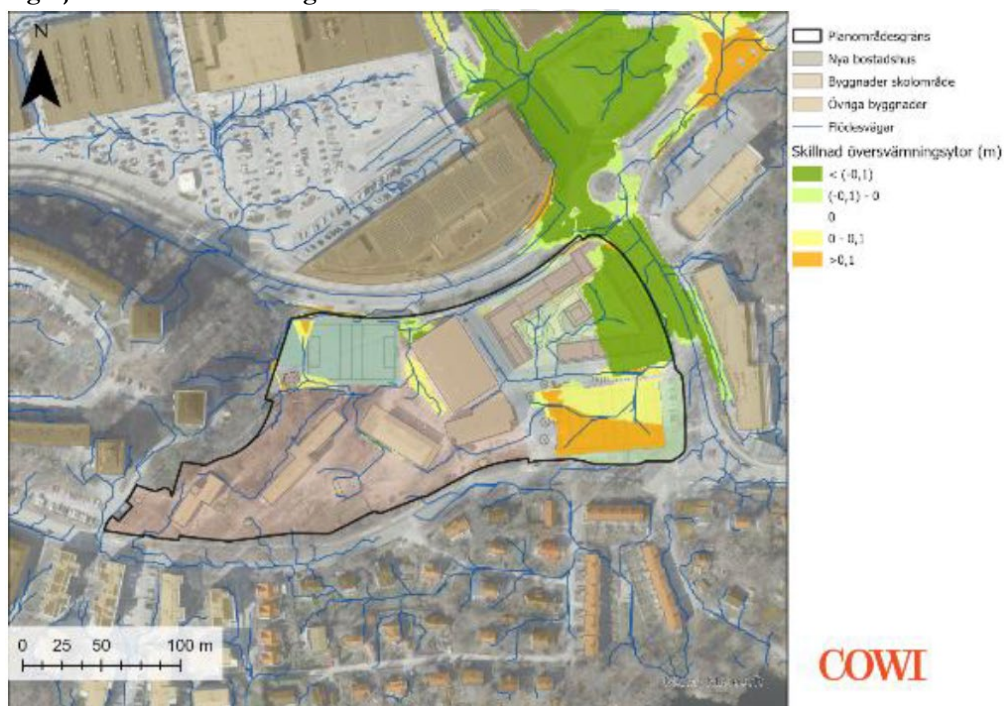 N
Planområdesgräns
Nya bostadshus
Byggnader skolområde
Övriga byggnader
Flödesvägar
Skillnad översvämningsytor (m)
< (-0,1)
(-0,1) - 0
0
0 - 0,1
>0,1
0 25 50 100 m
COWI